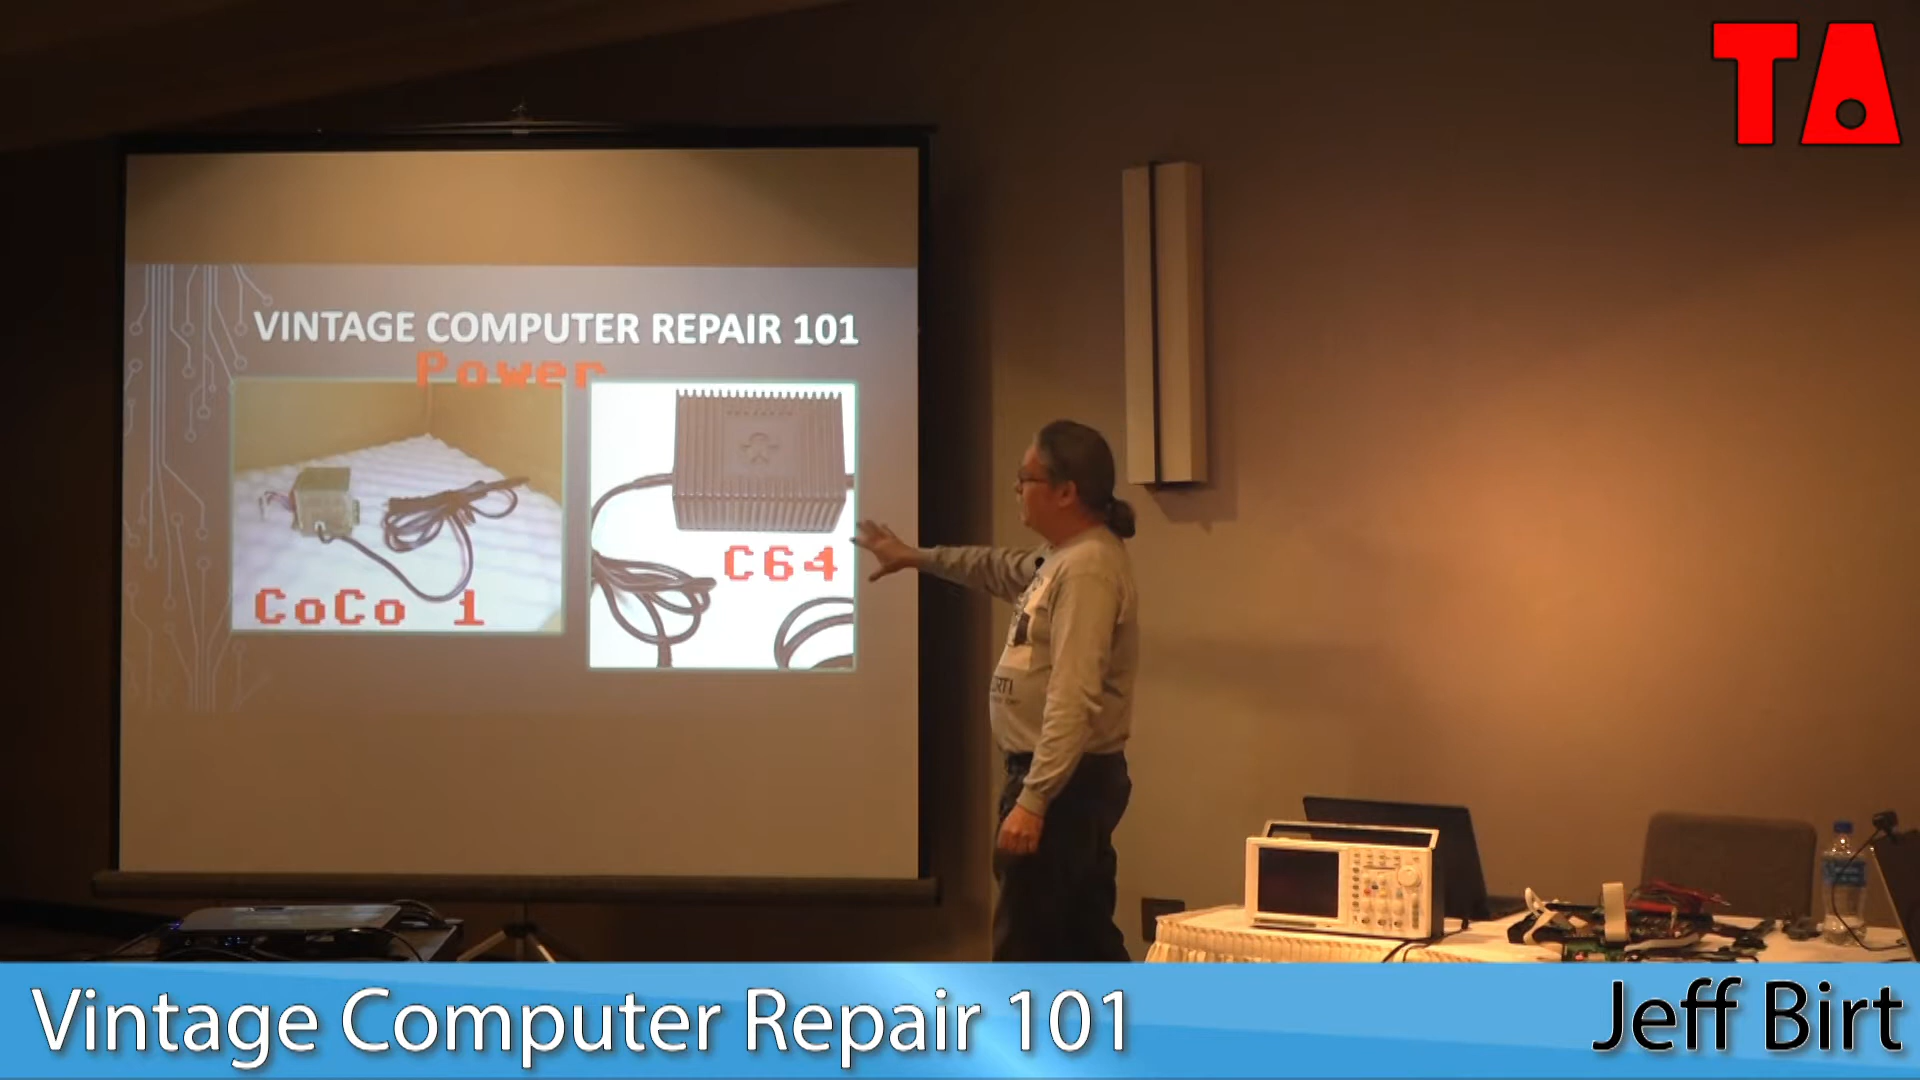 TA
VINTAGE COMPUTER REPAIR 101
Power
C64
CoCo 1
Vintage Computer Repair 101
Jeff Birt